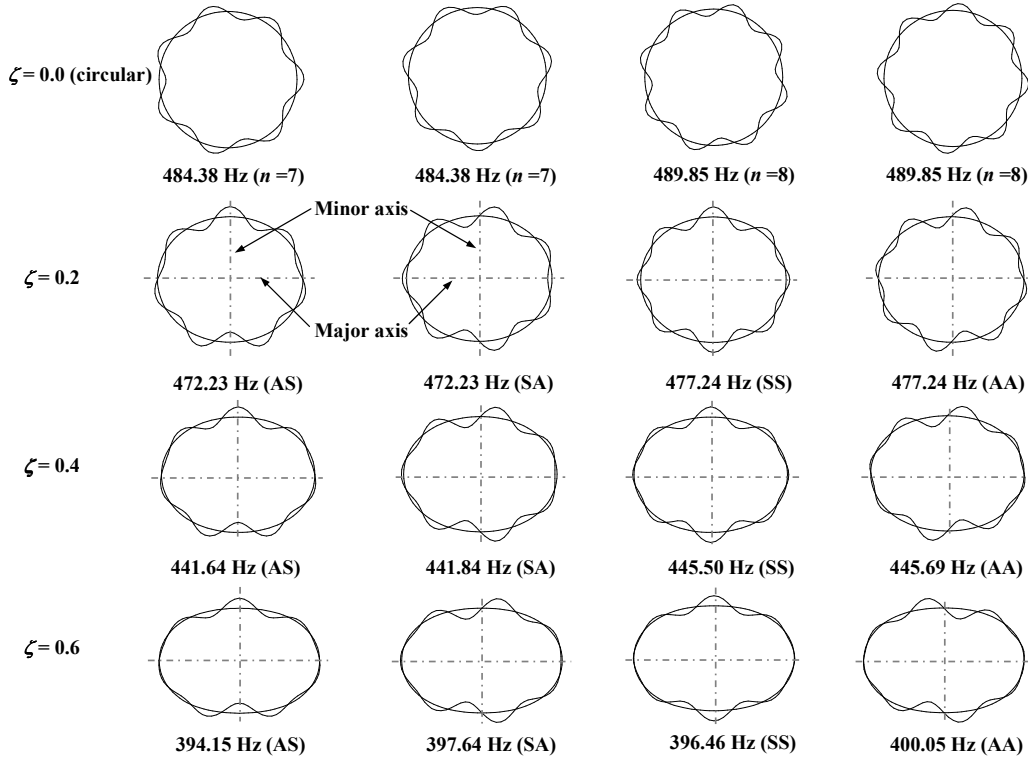 ζ = 0.0 (circular)
484.38 Hz (n =7)
484.38 Hz (n =7)
489.85 Hz (n =8)
489.85 Hz (n =8)
Minor axis
ζ = 0.2
Major axis
472.23 Hz (AS)
472.23 Hz (SA)
477.24 Hz (SS)
477.24 Hz (AA)
ζ = 0.4
441.64 Hz (AS)
441.84 Hz (SA)
445.50 Hz (SS)
445.69 Hz (AA)
ζ = 0.6
394.15 Hz (AS)
397.64 Hz (SA)
396.46 Hz (SS)
400.05 Hz (AA)